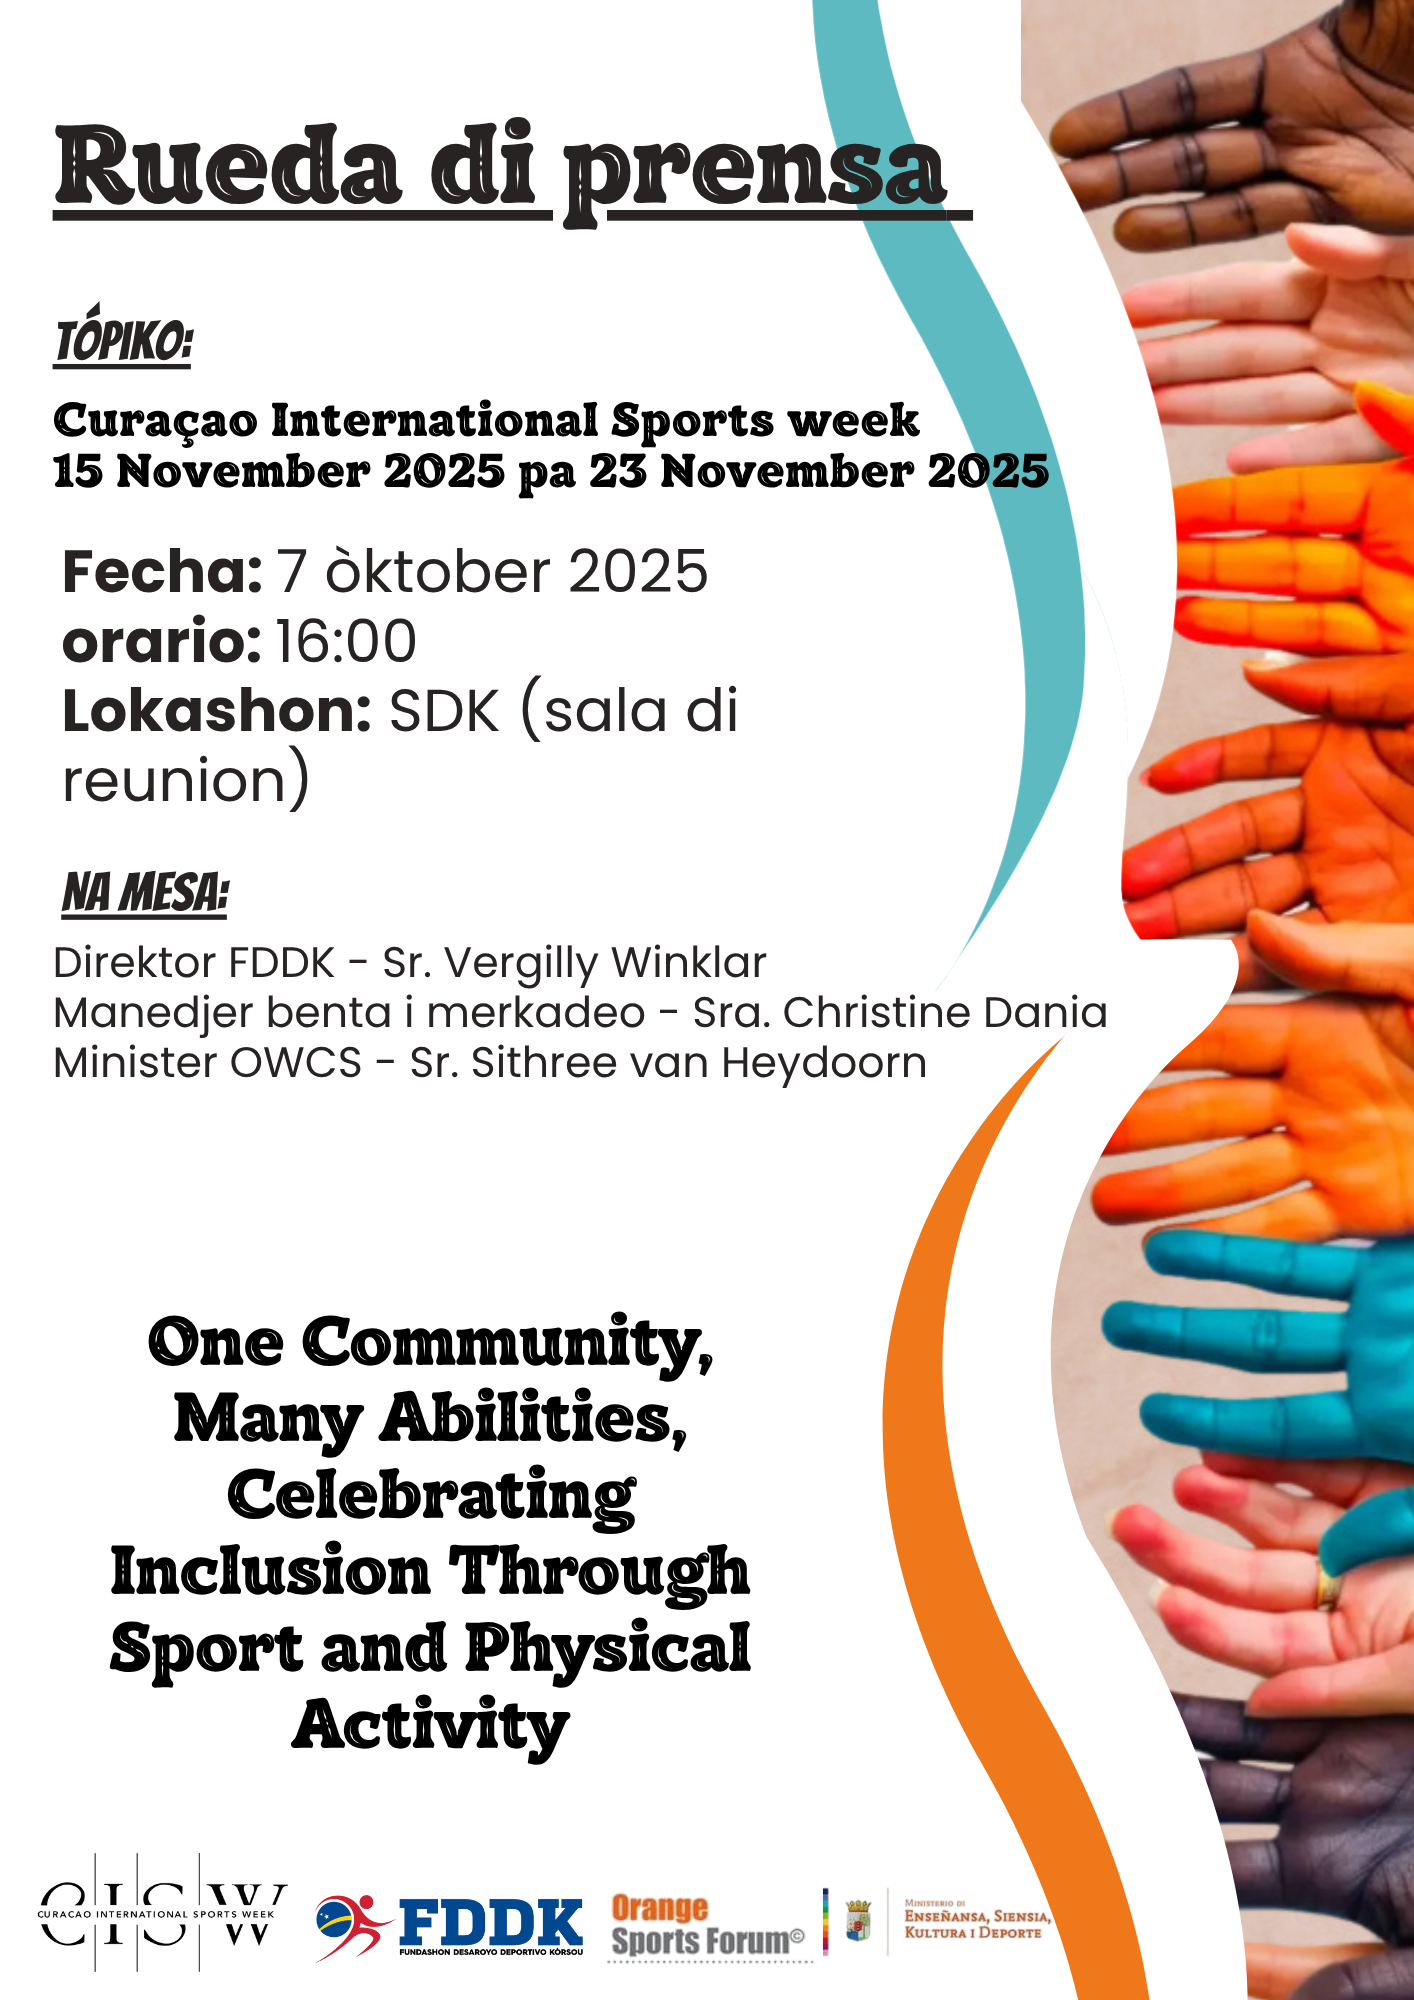 Rueda di prensa
TÓPIKO:
Curaçao International Sports week
15 November 2025 pa 23 November 2025
Fecha: 7 òktober 2025
orario: 16:00
Lokashon: SDK (sala di
reunion)
NA MESA:
Direktor FDDK - Sr. Vergilly Winklar
Manedjer benta i merkadeo - Sra. Christine Dania
Minister OWCS - Sr. Sithree van Heydoorn
One Community,
Many Abilities,
Celebrating
Inclusion Through
Sport and Physical
Activity
CISW
CURACAO INTERNATIONAL SPORTS WEEK
FDDK
FUNDASHON DESAROYO DEPORTIVO KÒRSOU
Orange
Sports Forum©
MINISTERIO DI
ENSEÑANSA, SIENSIA,
KULTURA I DEPORTE